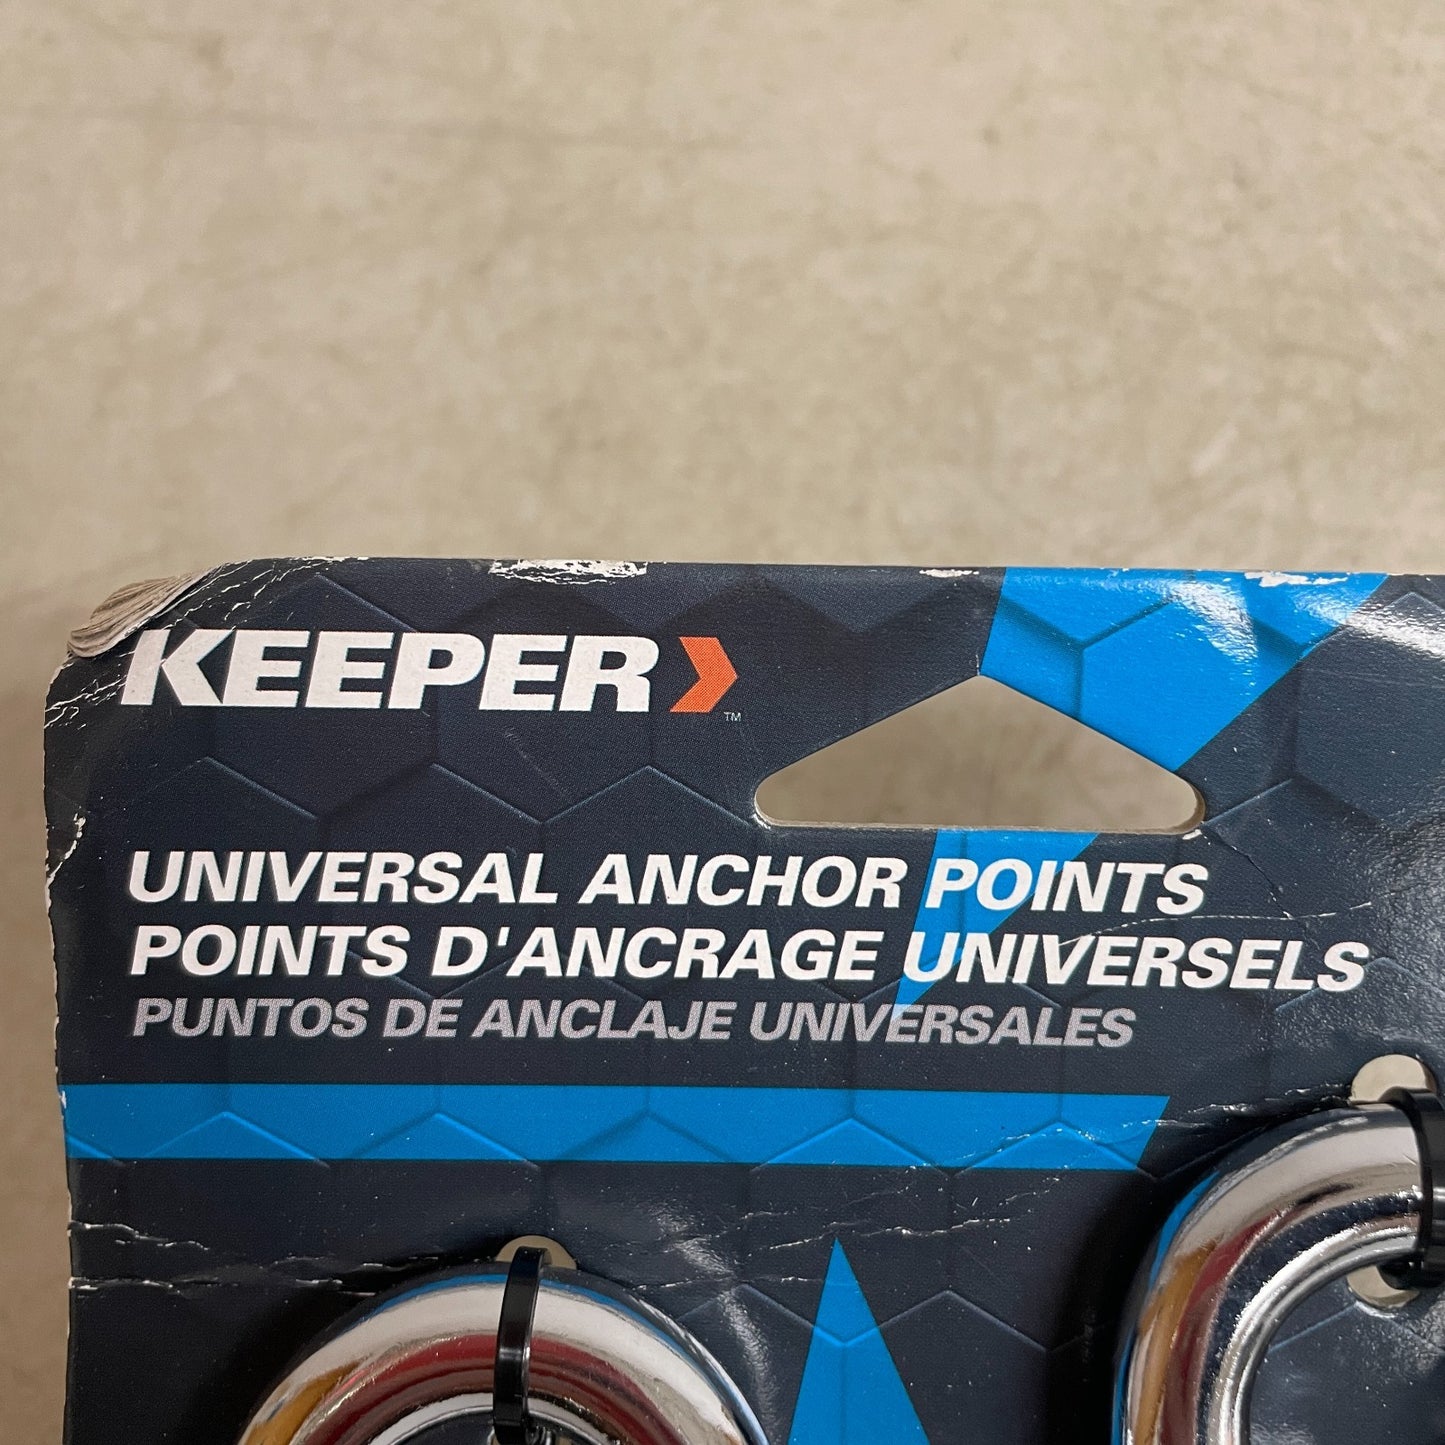 KEEPER
TM
UNIVERSAL ANCHOR POINTS
POINTS D'ANCRAGE UNIVERSELS
PUNTOS DE ANCLAJE UNIVERSALES